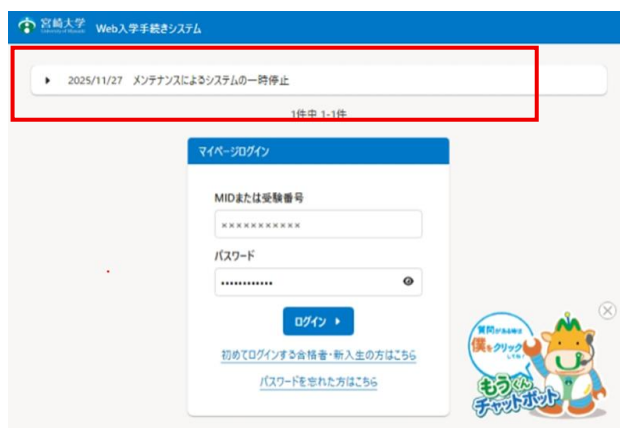 宮崎大学 Web入学手続きシステム
University of Miyazaki
2025/11/27 メンテナンスによるシステムの一時停止
1件中 1-1件
マイページログイン
MIDまたは受験番号
×××××××××××
パスワード
••••••••••••
ログイン
初めてログインする合格者・新入生の方はこちら
パスワードを忘れた方はこちら
質問がある時は
僕をクリック
してね!
もうくん
チャットボット